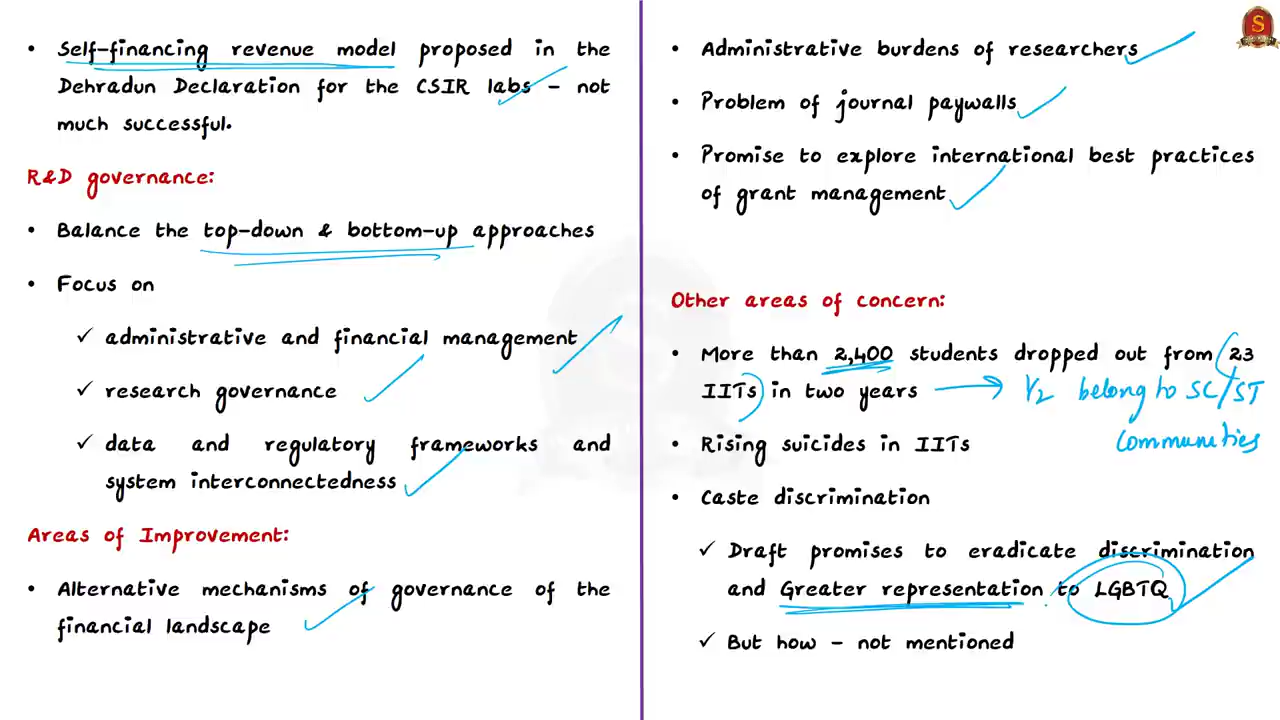 • Self-financing revenue model proposed in the
Dehradun Declaration for the CSIR labs – not
much successful.
R&D governance:
• Balance the top-down & bottom-up approaches
• Focus on
✓ administrative and financial management
✓ research governance
✓ data and regulatory frameworks and
system interconnectedness
Areas of Improvement:
• Alternative mechanisms of governance of the
financial landscape
• Administrative burdens of researchers
• Problem of journal paywalls
• Promise to explore international best practices
of grant management
Other areas of concern:
• More than 2,400 students dropped out from 23
IITs in two years → 1/2 belong to SC/ST
communities
• Rising suicides in IITs
• Caste discrimination
✓ Draft promises to eradicate discrimination
and Greater representation to LGBTQ
✓ But how – not mentioned
S